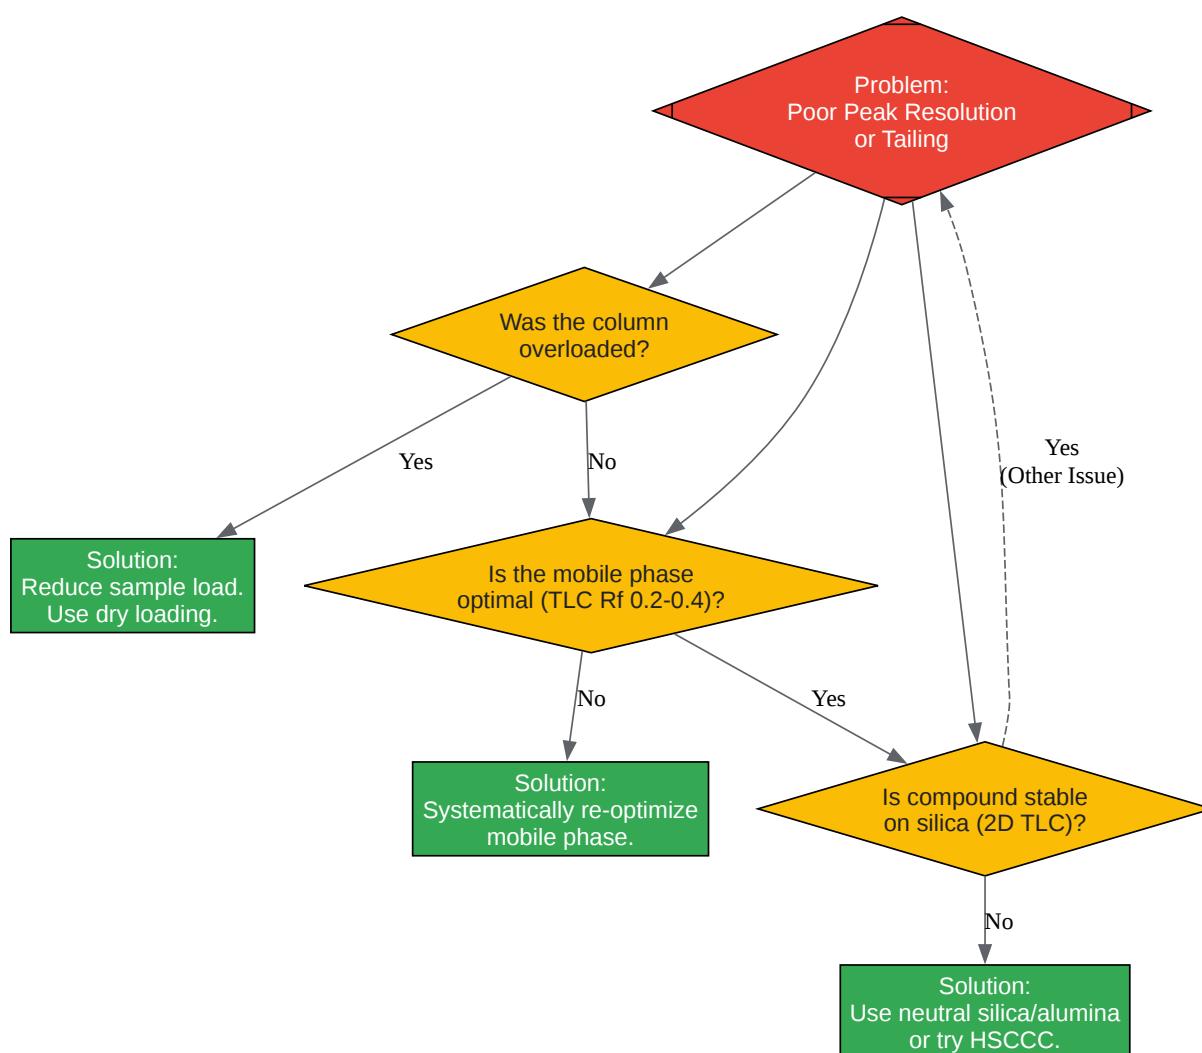 Problem:
Poor Peak Resolution
or Tailing
Was the column
overloaded?
Yes
No
Yes
(Other Issue)
Solution:
Reduce sample load.
Use dry loading.
Is the mobile phase
optimal (TLC Rf 0.2-0.4)?
No
Yes
Solution:
Systematically re-optimize
mobile phase.
Is compound stable
on silica (2D TLC)?
No
Solution:
Use neutral silica/alumina
or try HSCCC.